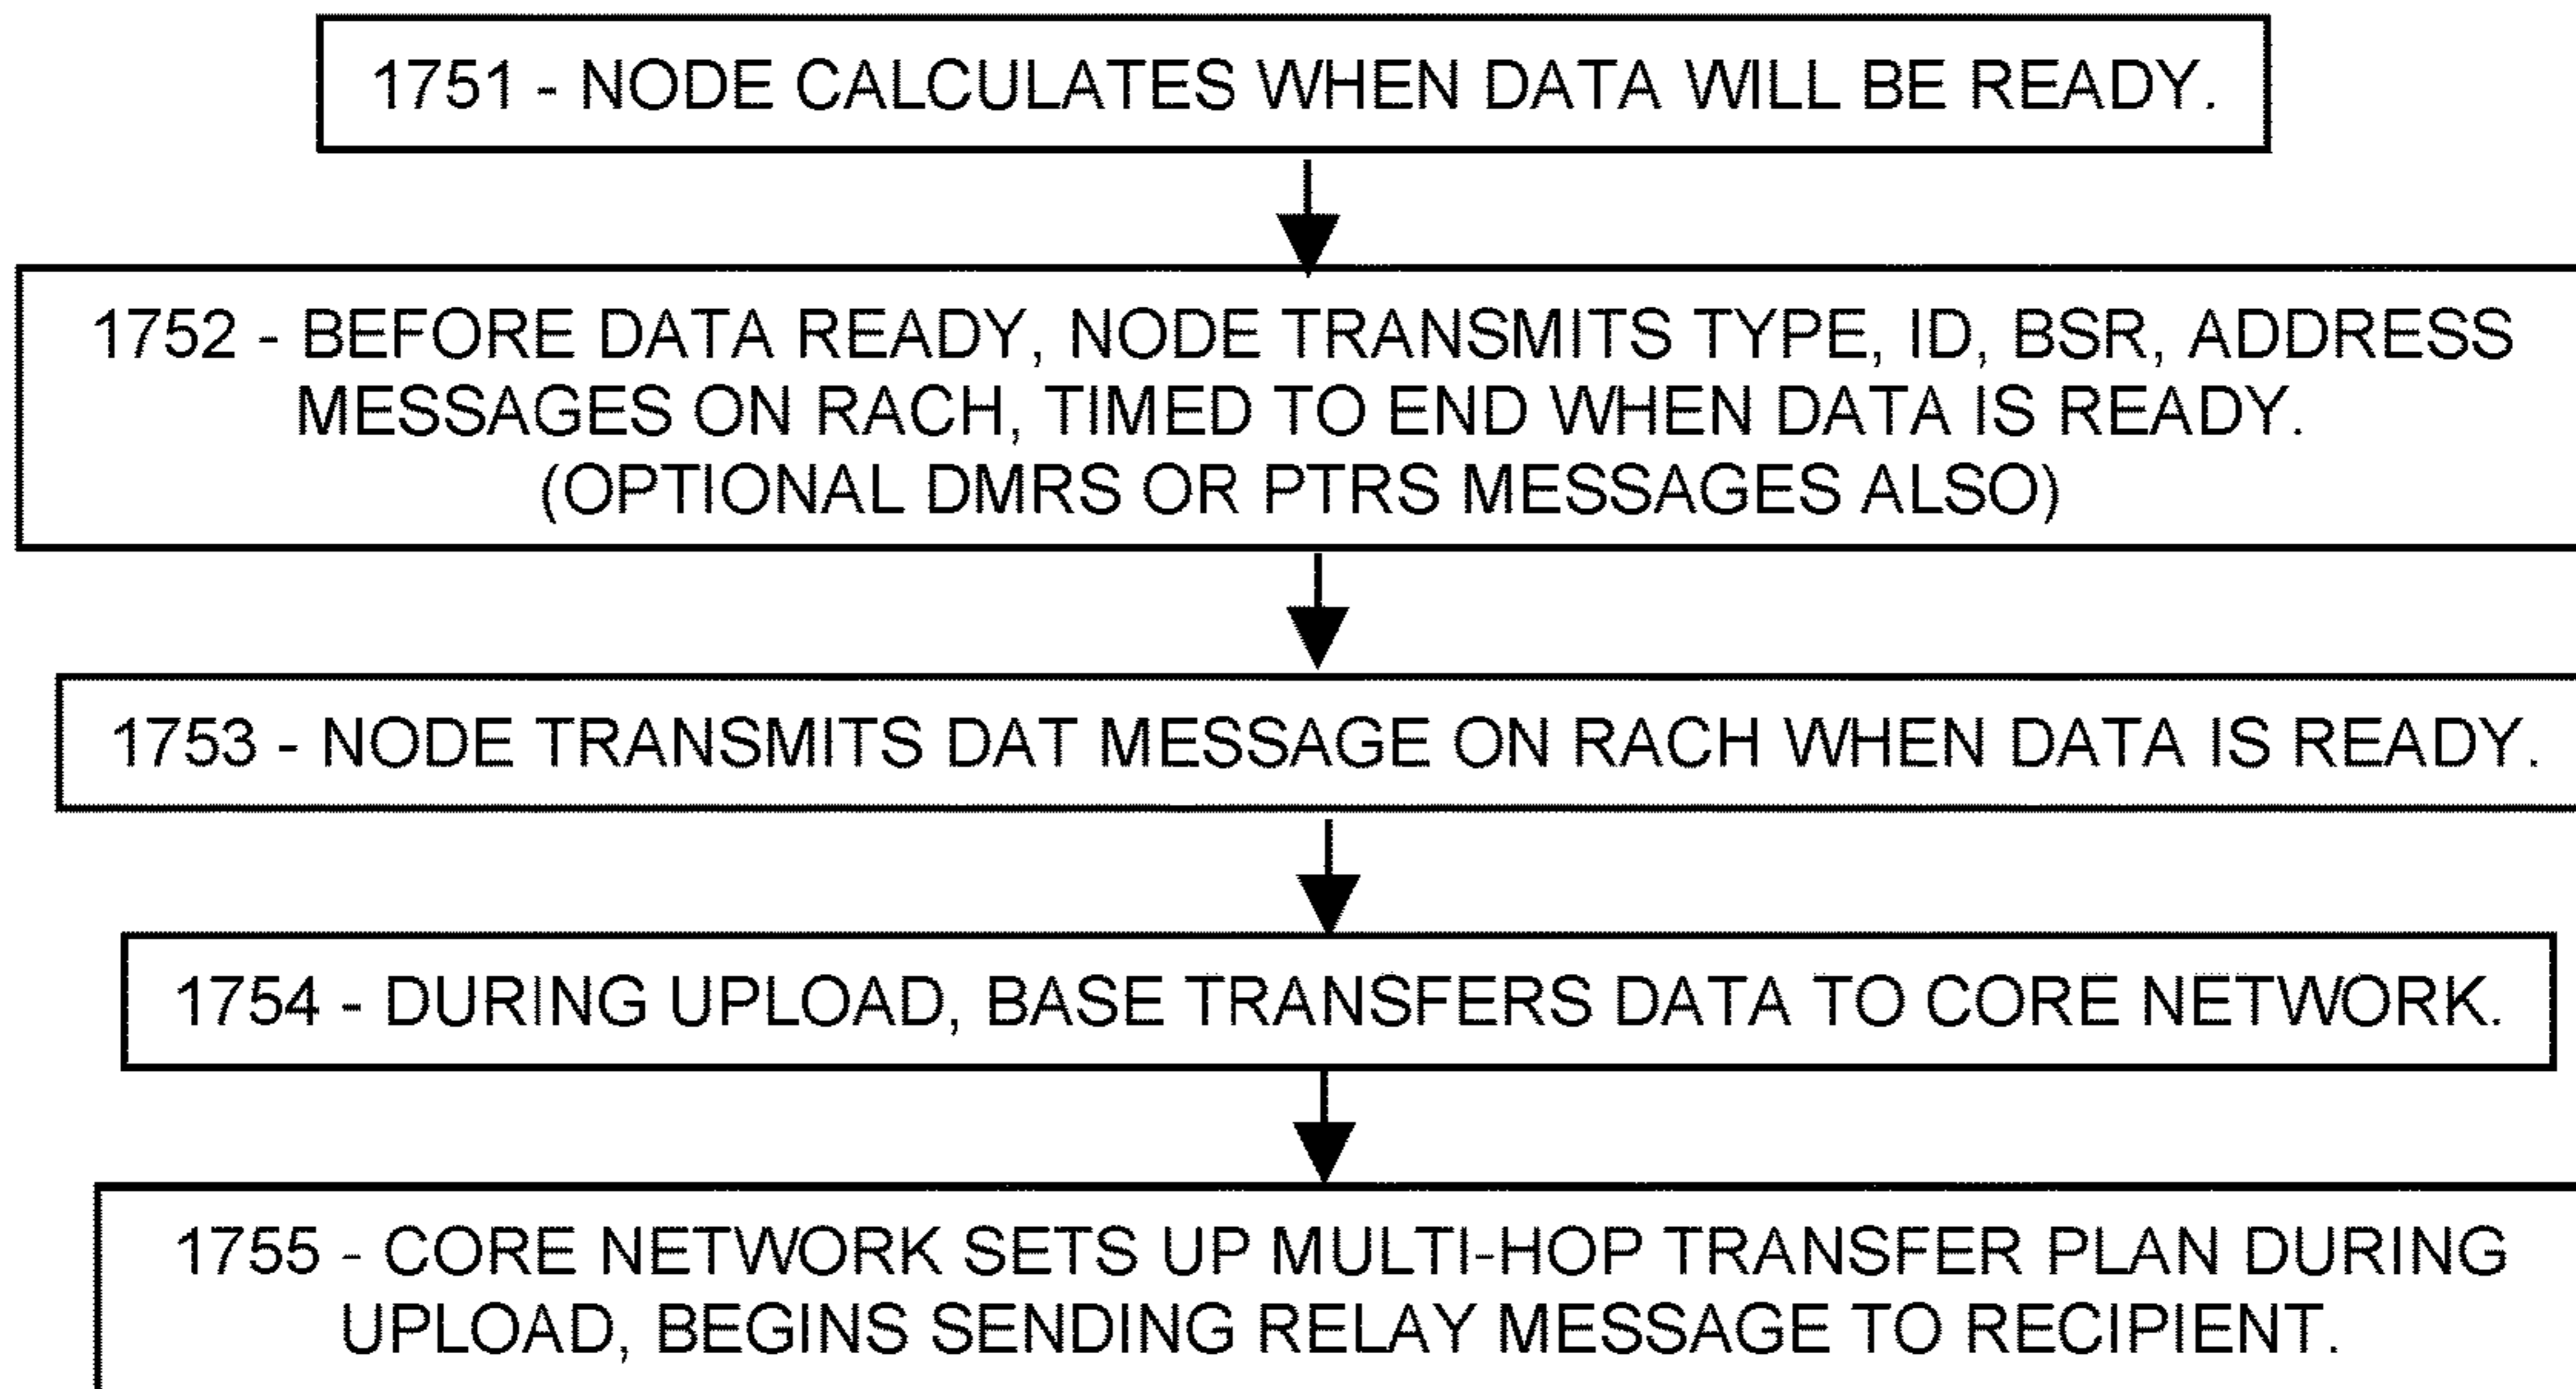 1751 - NODE CALCULATES WHEN DATA WILL BE READY.
1752 - BEFORE DATA READY, NODE TRANSMITS TYPE, ID, BSR, ADDRESS
MESSAGES ON RACH, TIMED TO END WHEN DATA IS READY.
(OPTIONAL DMRS OR PTRS MESSAGES ALSO)
1753 - NODE TRANSMITS DAT MESSAGE ON RACH WHEN DATA IS READY.
1754 - DURING UPLOAD, BASE TRANSFERS DATA TO CORE NETWORK.
1755 - CORE NETWORK SETS UP MULTI-HOP TRANSFER PLAN DURING
UPLOAD, BEGINS SENDING RELAY MESSAGE TO RECIPIENT.